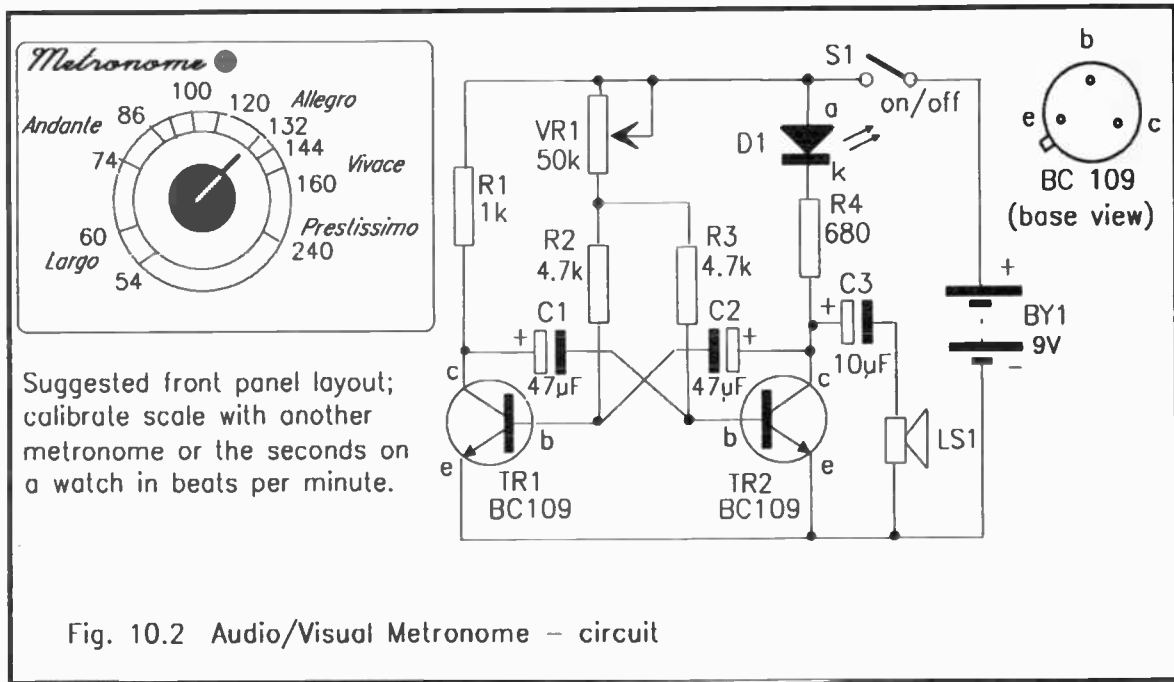 Metronome
100
86
120
Allegro
Andante
132
74
144
Vivace
160
60
Prestissimo
Largo
240
54
Suggested front panel layout;
calibrate scale with another
metronome or the seconds on
a watch in beats per minute.
S1
on/off
VR1
50k
a
D1
k
R1
1k
R4
680
R2
4.7k
R3
4.7k
C1
+
47µF
C2
+
47µF
C3
+
10µF
BY1
9V
+
-
c
b
e
TR1
BC109
c
b
e
TR2
BC109
LS1
b
e
c
BC 109
(base view)
Fig. 10.2 Audio/Visual Metronome – circuit